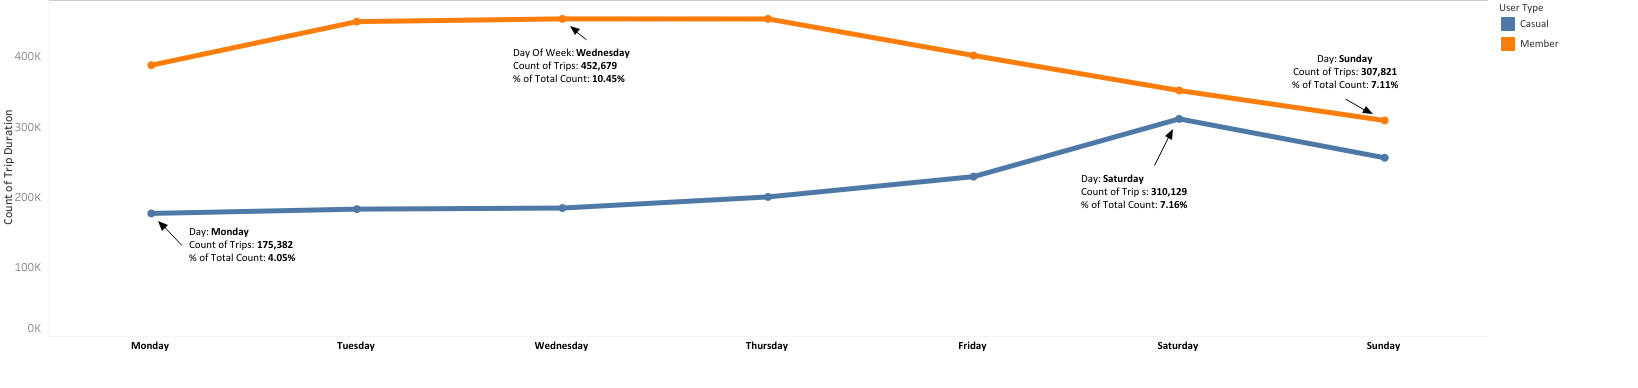 User Type
Casual
Member
Count of Trip Duration
400K
300K
200K
100K
0K
Day Of Week: Wednesday
Count of Trips: 452,679
% of Total Count: 10.45%
Day: Sunday
Count of Trips: 307,821
% of Total Count: 7.11%
Day: Saturday
Count of Trip s: 310,129
% of Total Count: 7.16%
Day: Monday
Count of Trips: 175,382
% of Total Count: 4.05%
Monday
Tuesday
Wednesday
Thursday
Friday
Saturday
Sunday